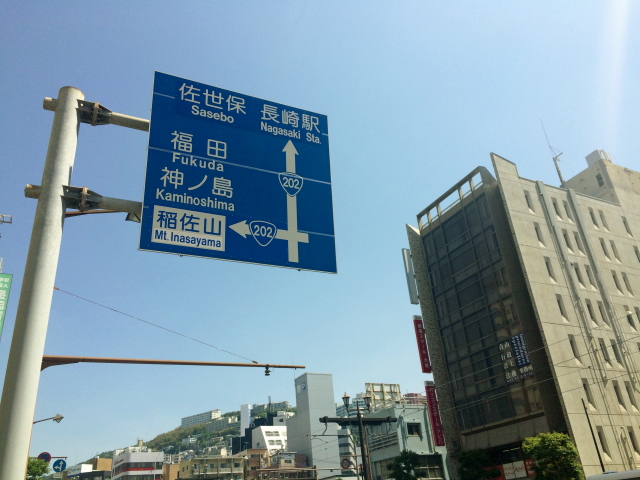 佐世保 長崎駅
Sasebo Nagasaki Sta.
福田
Fukuda
202
神ノ島
Kaminoshima
稲佐山
Mt. Inasayama
202